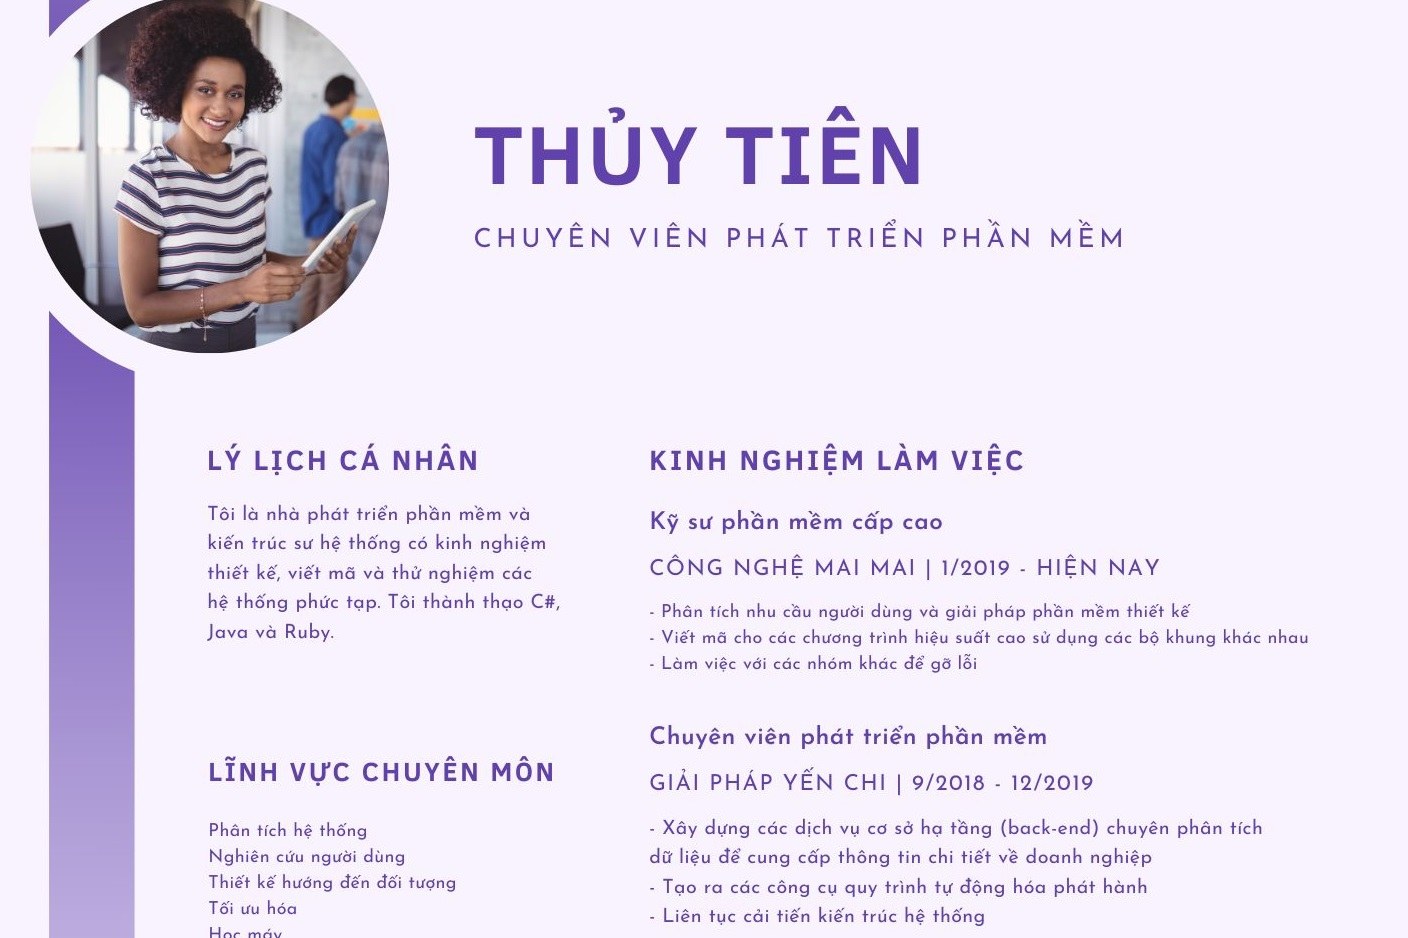 THỦY TIÊN
CHUYÊN VIÊN PHÁT TRIỂN PHẦN MỀM
LÝ LỊCH CÁ NHÂN
Tôi là nhà phát triển phần mềm và
kiến trúc sư hệ thống có kinh nghiệm
thiết kế, viết mã và thử nghiệm các
hệ thống phức tạp. Tôi thành thạo C#,
Java và Ruby.
LĨNH VỰC CHUYÊN MÔN
Phân tích hệ thống
Nghiên cứu người dùng
Thiết kế hướng đến đối tượng
Tối ưu hóa
Học máy
KINH NGHIỆM LÀM VIỆC
Kỹ sư phần mềm cấp cao
CÔNG NGHỆ MAI MAI | 1/2019 - HIỆN NAY
- Phân tích nhu cầu người dùng và giải pháp phần mềm thiết kế
- Viết mã cho các chương trình hiệu suất cao sử dụng các bộ khung khác nhau
- Làm việc với các nhóm khác để gỡ lỗi
Chuyên viên phát triển phần mềm
GIẢI PHÁP YẾN CHI | 9/2018 - 12/2019
- Xây dựng các dịch vụ cơ sở hạ tầng (back-end) chuyên phân tích
dữ liệu để cung cấp thông tin chi tiết về doanh nghiệp
- Tạo ra các công cụ quy trình tự động hóa phát hành
- Liên tục cải tiến kiến trúc hệ thống